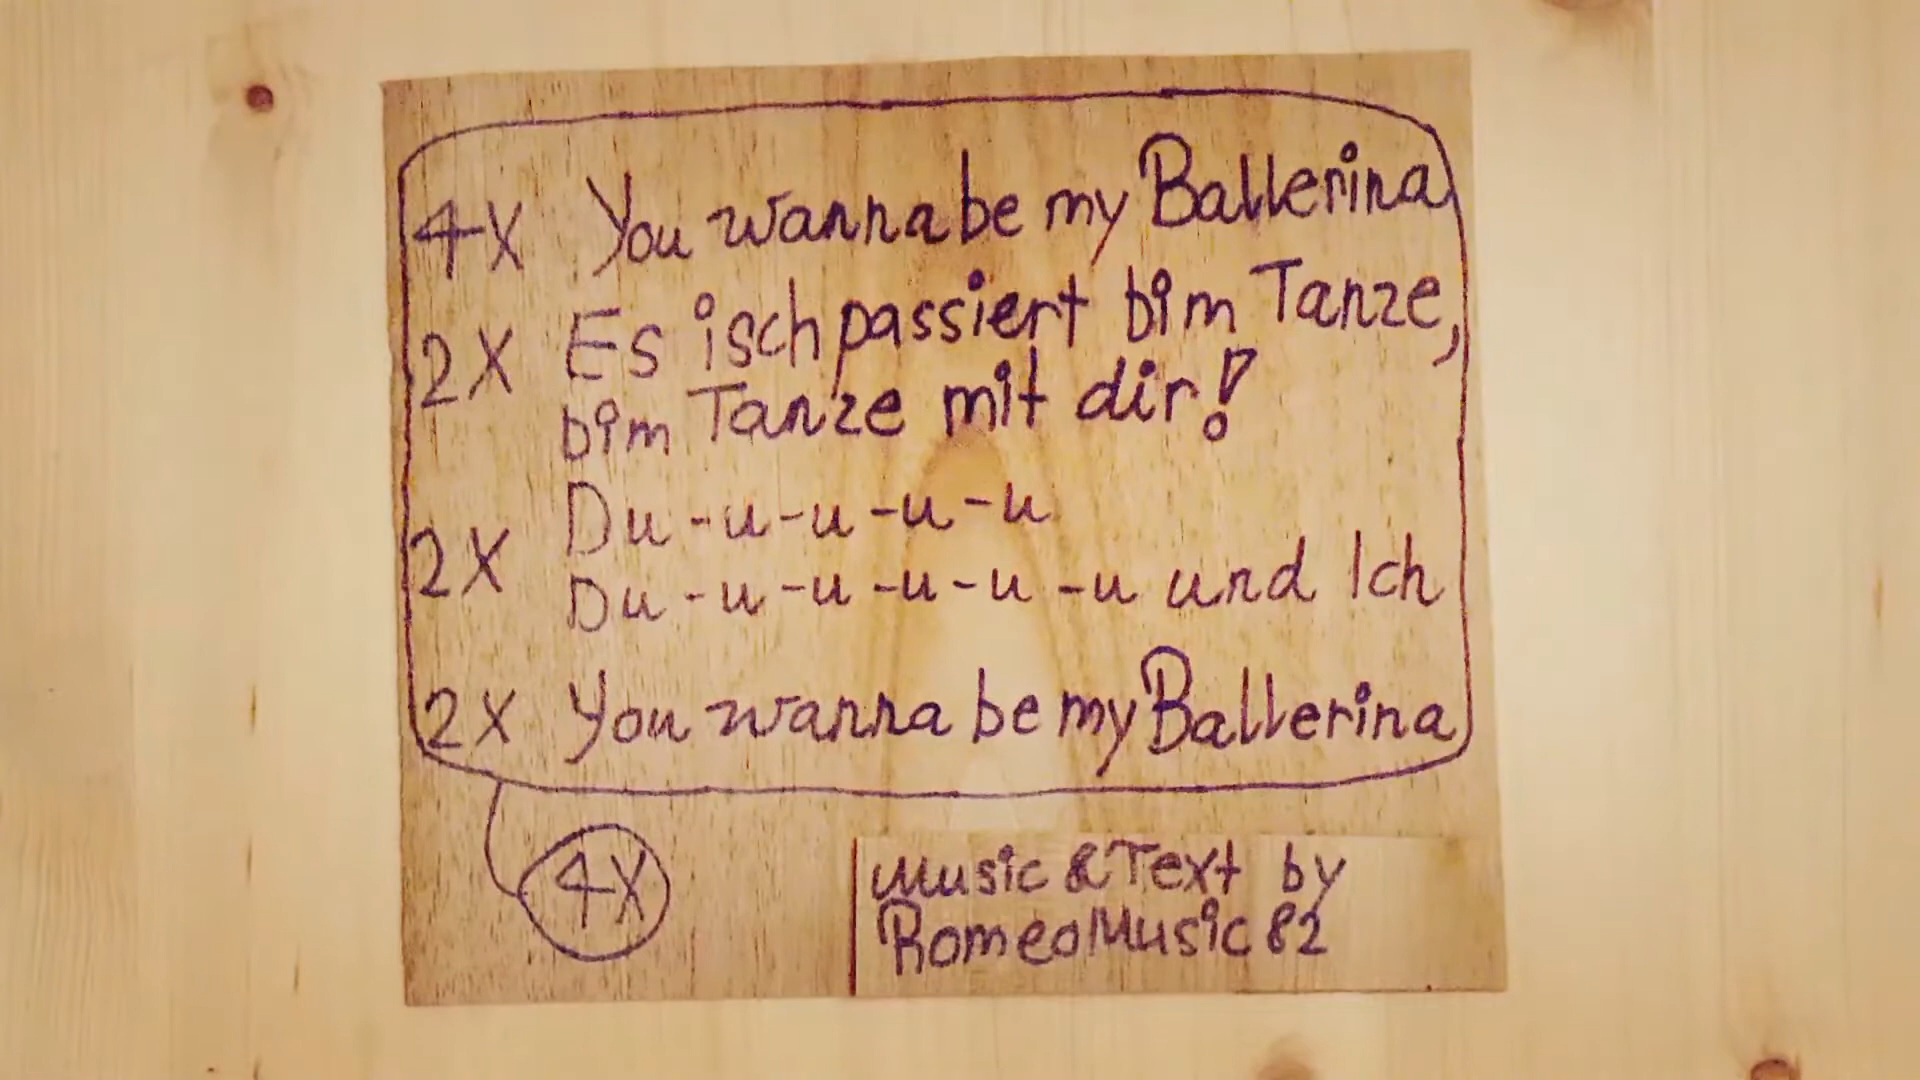 4X You wanna be my Ballerina
2X Es isch passiert bim Tanze,
bim Tanze mit dir!
2X Du-u-u-u-u
Du-u-u-u-u-u und Ich
2X You wanna be my Ballerina
4X
Music & Text by
RomeoMusic82